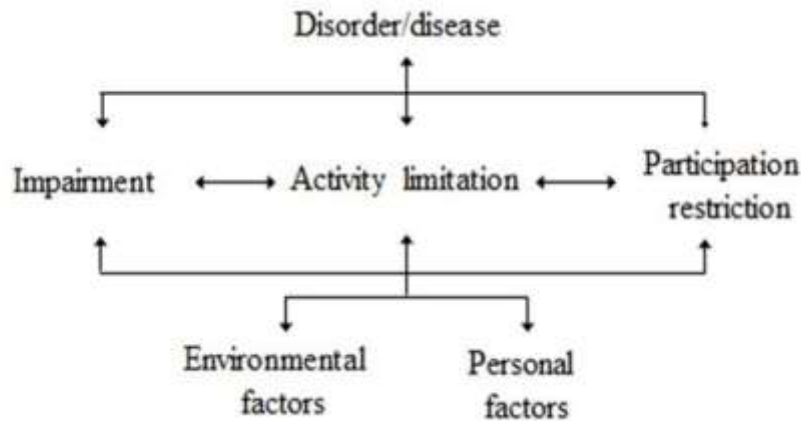 Disorder/disease
Impairment
Activity limitation
Participation
restriction
Environmental
factors
Personal
factors